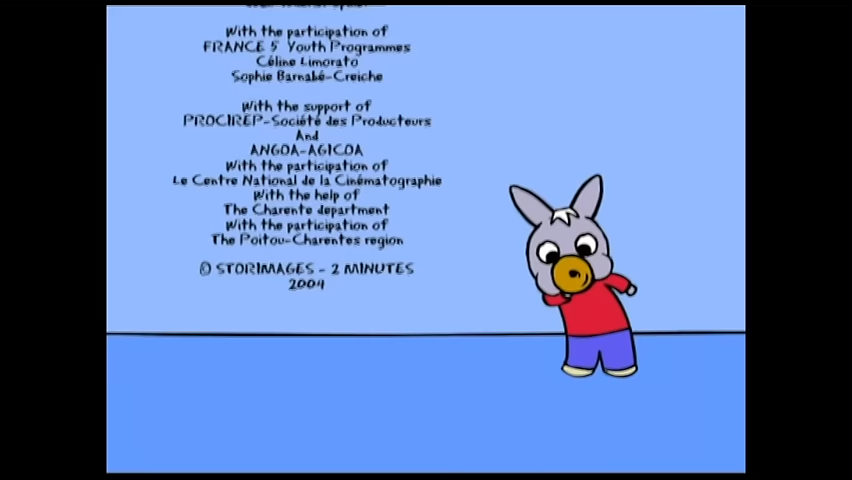 With the participation of
FRANCE 5 Youth Programmes
Céline Limorato
Sophie Barnabé-Creiche
With the support of
PROCIREP-Société des Producteurs
And
ANGOA-AGICOA
With the participation of
Le Centre National de la Cinématographie
With the help of
The Charente department
With the participation of
The Poitou-Charentes region
© STORIMAGES - 2 MINUTES
2004